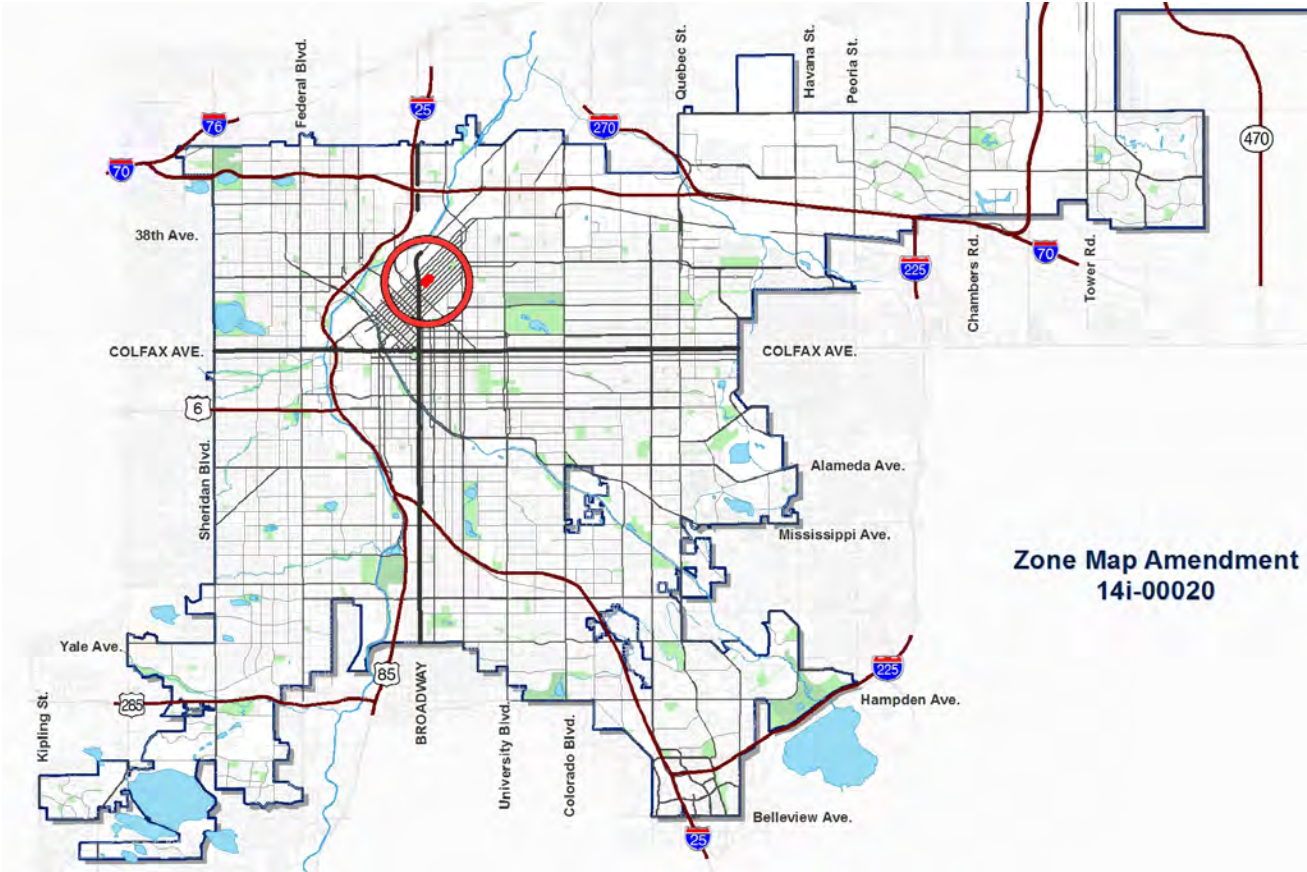 Federal Blvd.
Quebec St.
Havana St.
Peoria St.
76
25
270
470
70
38th Ave.
225
Chambers Rd.
70
Tower Rd.
COLFAX AVE.
COLFAX AVE.
6
Sheridan Blvd.
Alameda Ave.
Mississippi Ave.
Zone Map Amendment
14i-00020
Yale Ave.
85
225
285
Hampden Ave.
Kipling St.
BROADWAY
University Blvd.
Colorado Blvd.
Belleview Ave.
25